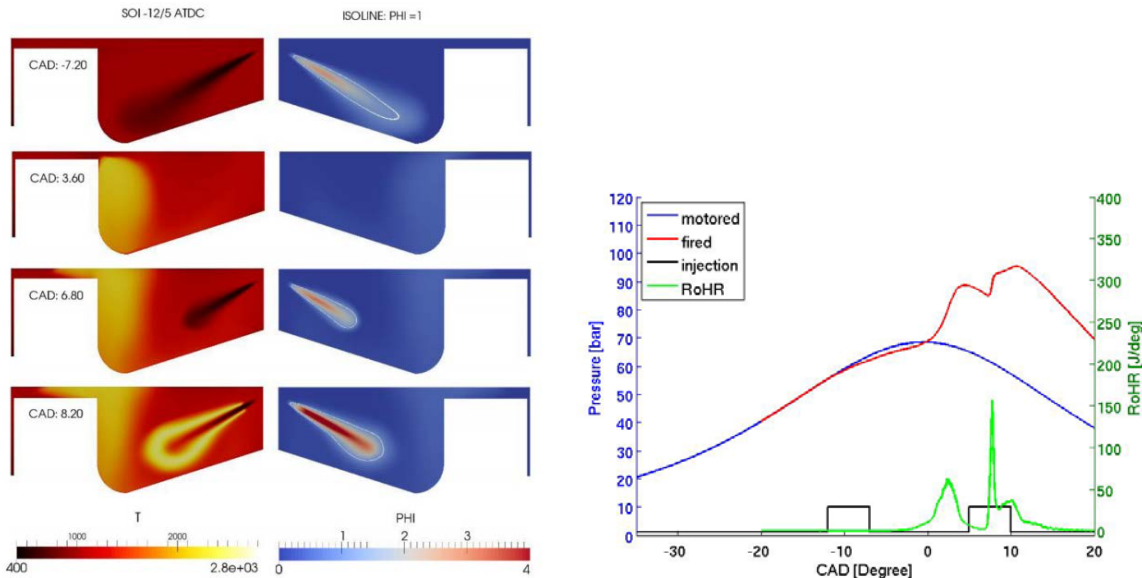 SOI -12/5 ATDC
ISOLINE: PHI =1
CAD: -7.20
CAD: 3.60
CAD: 6.80
CAD: 8.20
T
1000 2000
400 2.8e+03
PHI
1 2 3
0 4
120
110
100
90
80
70
60
50
40
30
20
10
0
Pressure [bar]
motored
fired
injection
RoHR
400
350
300
250
200
150
100
50
0
RoHR [J/deg]
-30 -20 -10 0 10 20
CAD [Degree]